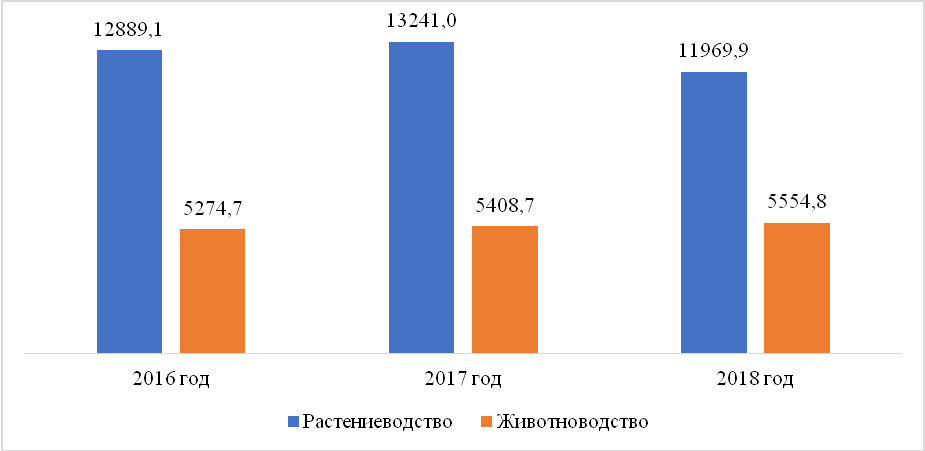 12889,1
13241,0
11969,9
5274,7
5408,7
5554,8
2016 год
2017 год
2018 год
Растениеводство
Животноводство